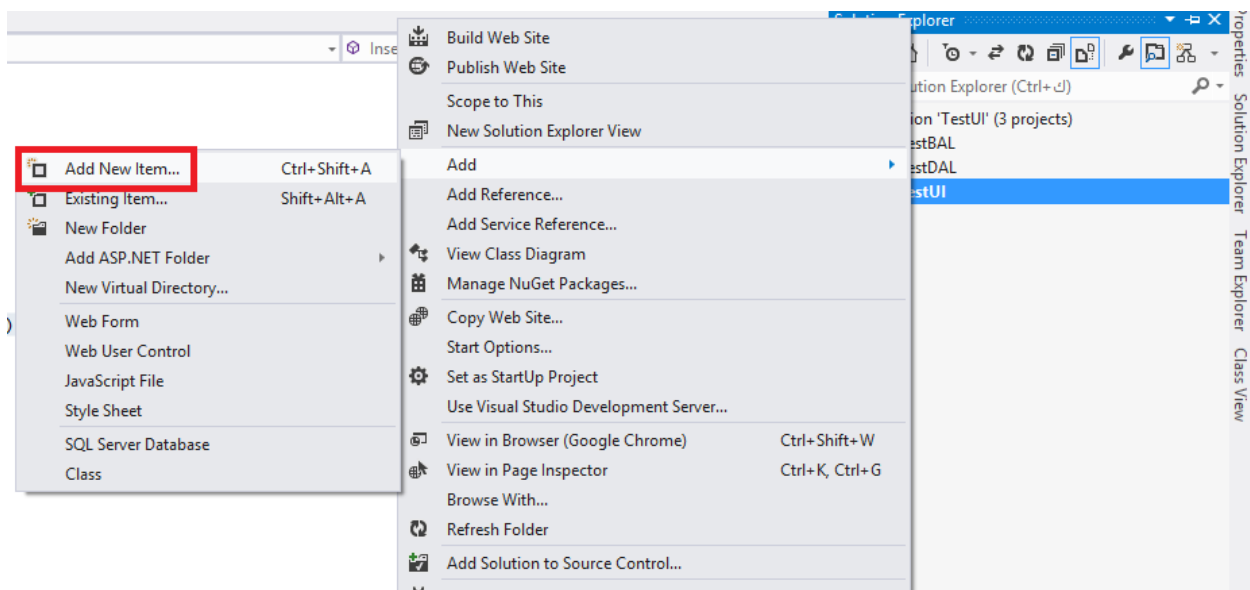 Inse
Add New Item... Ctrl+Shift+A
Existing Item... Shift+Alt+A
New Folder
Add ASP.NET Folder
New Virtual Directory...
Web Form
Web User Control
JavaScript File
Style Sheet
SQL Server Database
Class
)
Build Web Site
Publish Web Site
Scope to This
New Solution Explorer View
Add
Add Reference...
Add Service Reference...
View Class Diagram
Manage NuGet Packages...
Copy Web Site...
Start Options...
Set as StartUp Project
Use Visual Studio Development Server...
View in Browser (Google Chrome) Ctrl+Shift+W
View in Page Inspector Ctrl+K, Ctrl+G
Browse With...
Refresh Folder
Add Solution to Source Control...
Solution Explorer
ution Explorer (Ctrl+ك)
ion 'TestUI' (3 projects)
estBAL
estDAL
estUI
Properties
Solution Explorer
Team Explorer
Class View